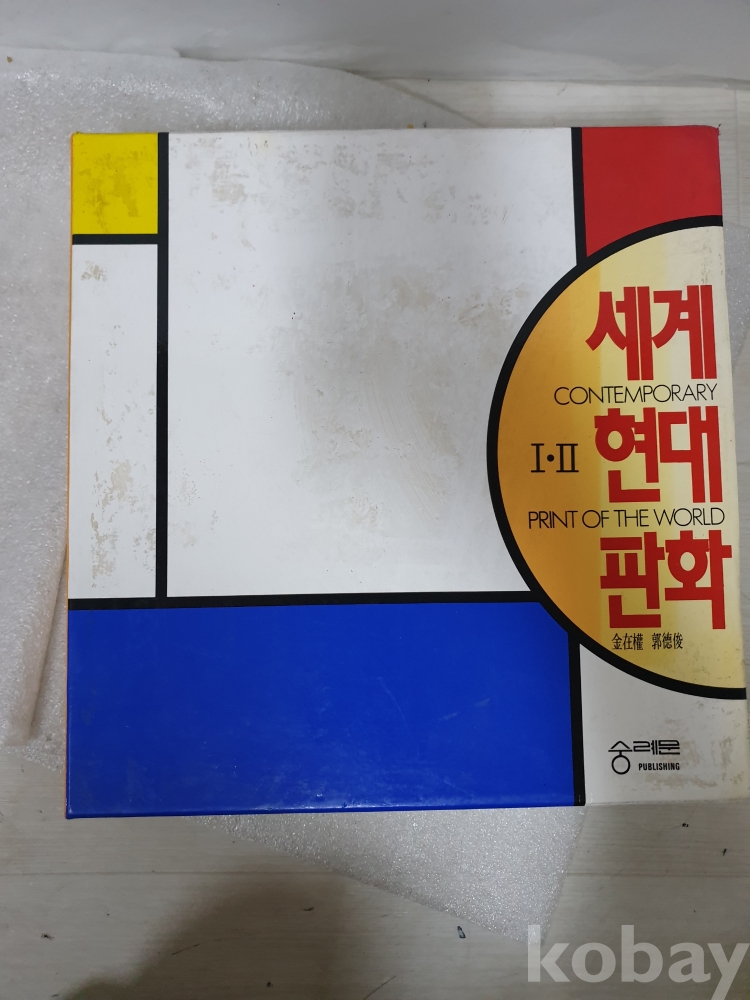 세계
CONTEMPORARY
I·II 현대
PRINT OF THE WORLD
판화
金在權 郭德俊
숭례문
PUBLISHING
kobay